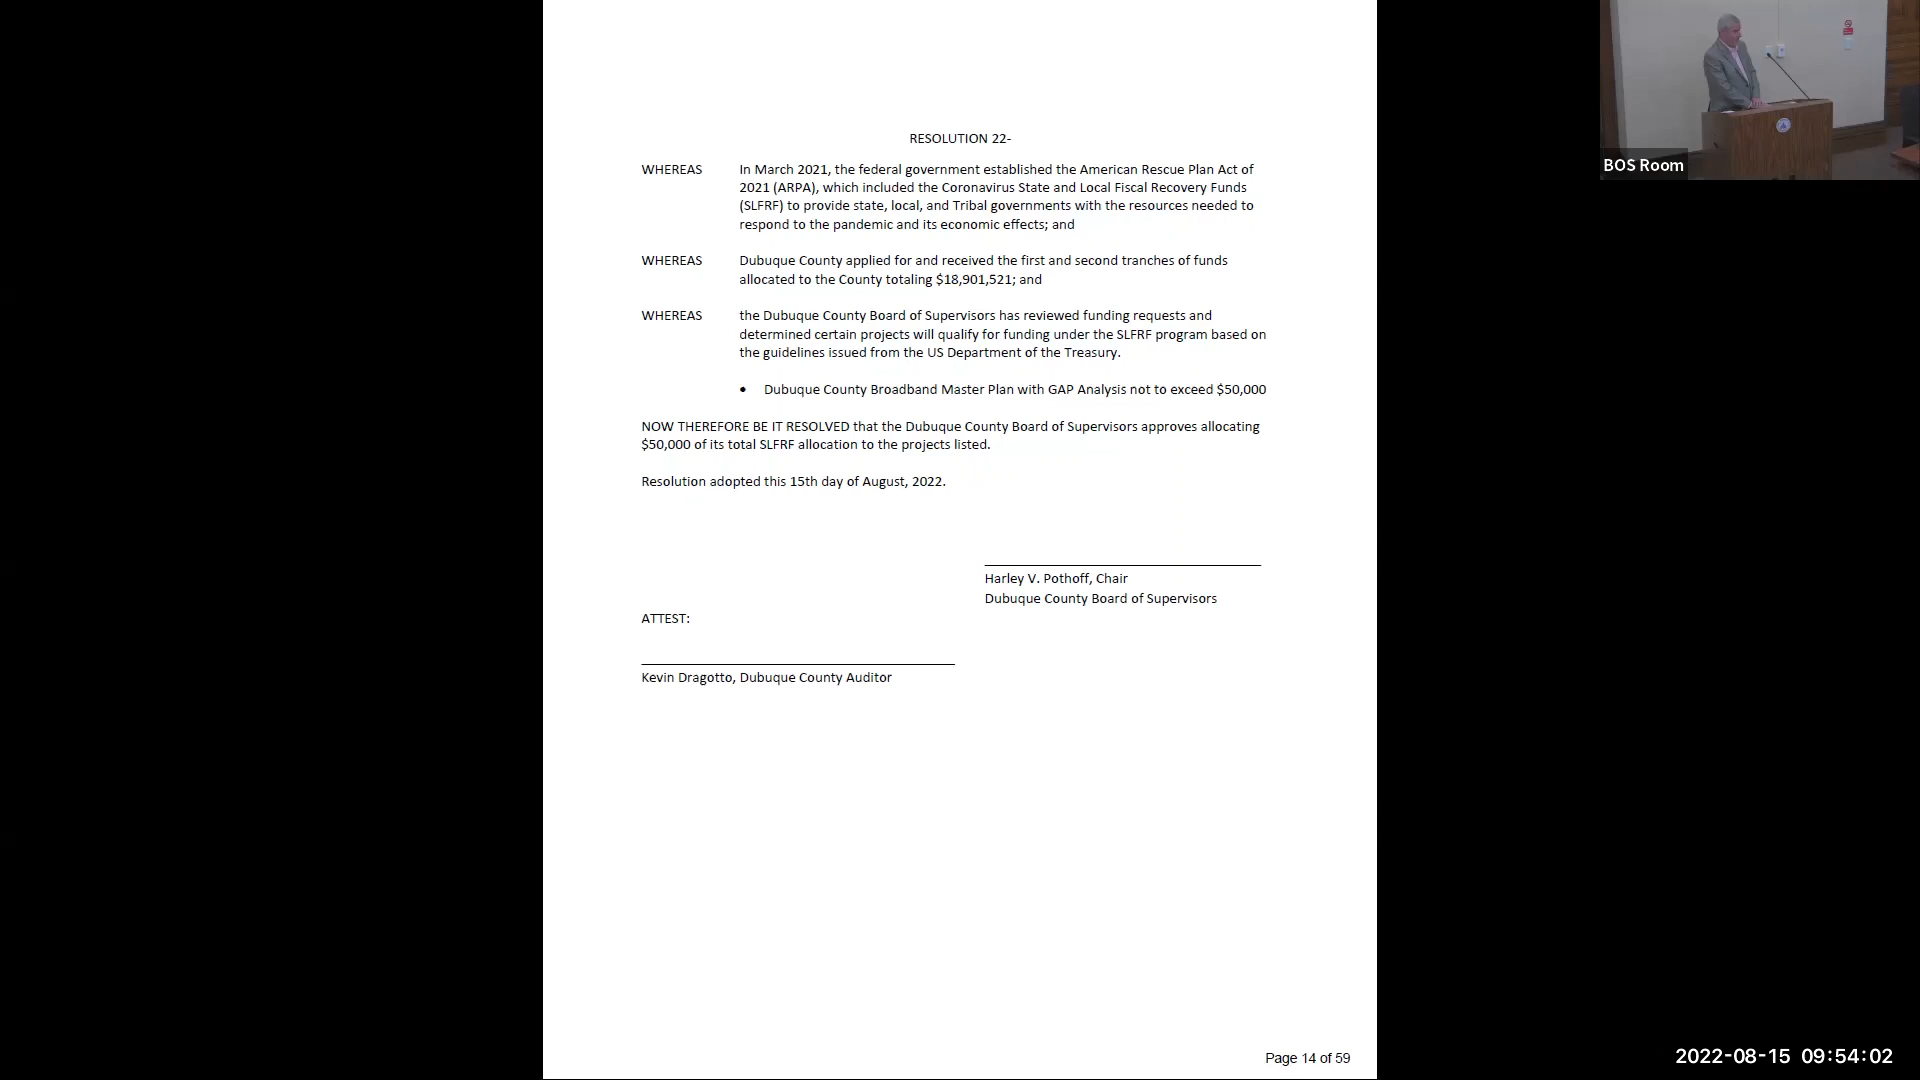 RESOLUTION 22-
WHEREAS In March 2021, the federal government established the American Rescue Plan Act of
2021 (ARPA), which included the Coronavirus State and Local Fiscal Recovery Funds
(SLFRF) to provide state, local, and Tribal governments with the resources needed to
respond to the pandemic and its economic effects; and
WHEREAS Dubuque County applied for and received the first and second tranches of funds
allocated to the County totaling $18,901,521; and
WHEREAS the Dubuque County Board of Supervisors has reviewed funding requests and
determined certain projects will qualify for funding under the SLFRF program based on
the guidelines issued from the US Department of the Treasury.
• Dubuque County Broadband Master Plan with GAP Analysis not to exceed $50,000
NOW THEREFORE BE IT RESOLVED that the Dubuque County Board of Supervisors approves allocating
$50,000 of its total SLFRF allocation to the projects listed.
Resolution adopted this 15th day of August, 2022.
Harley V. Pothoff, Chair
Dubuque County Board of Supervisors
ATTEST:
Kevin Dragotto, Dubuque County Auditor
Page 14 of 59
BOS Room
2022-08-15 09:54:02